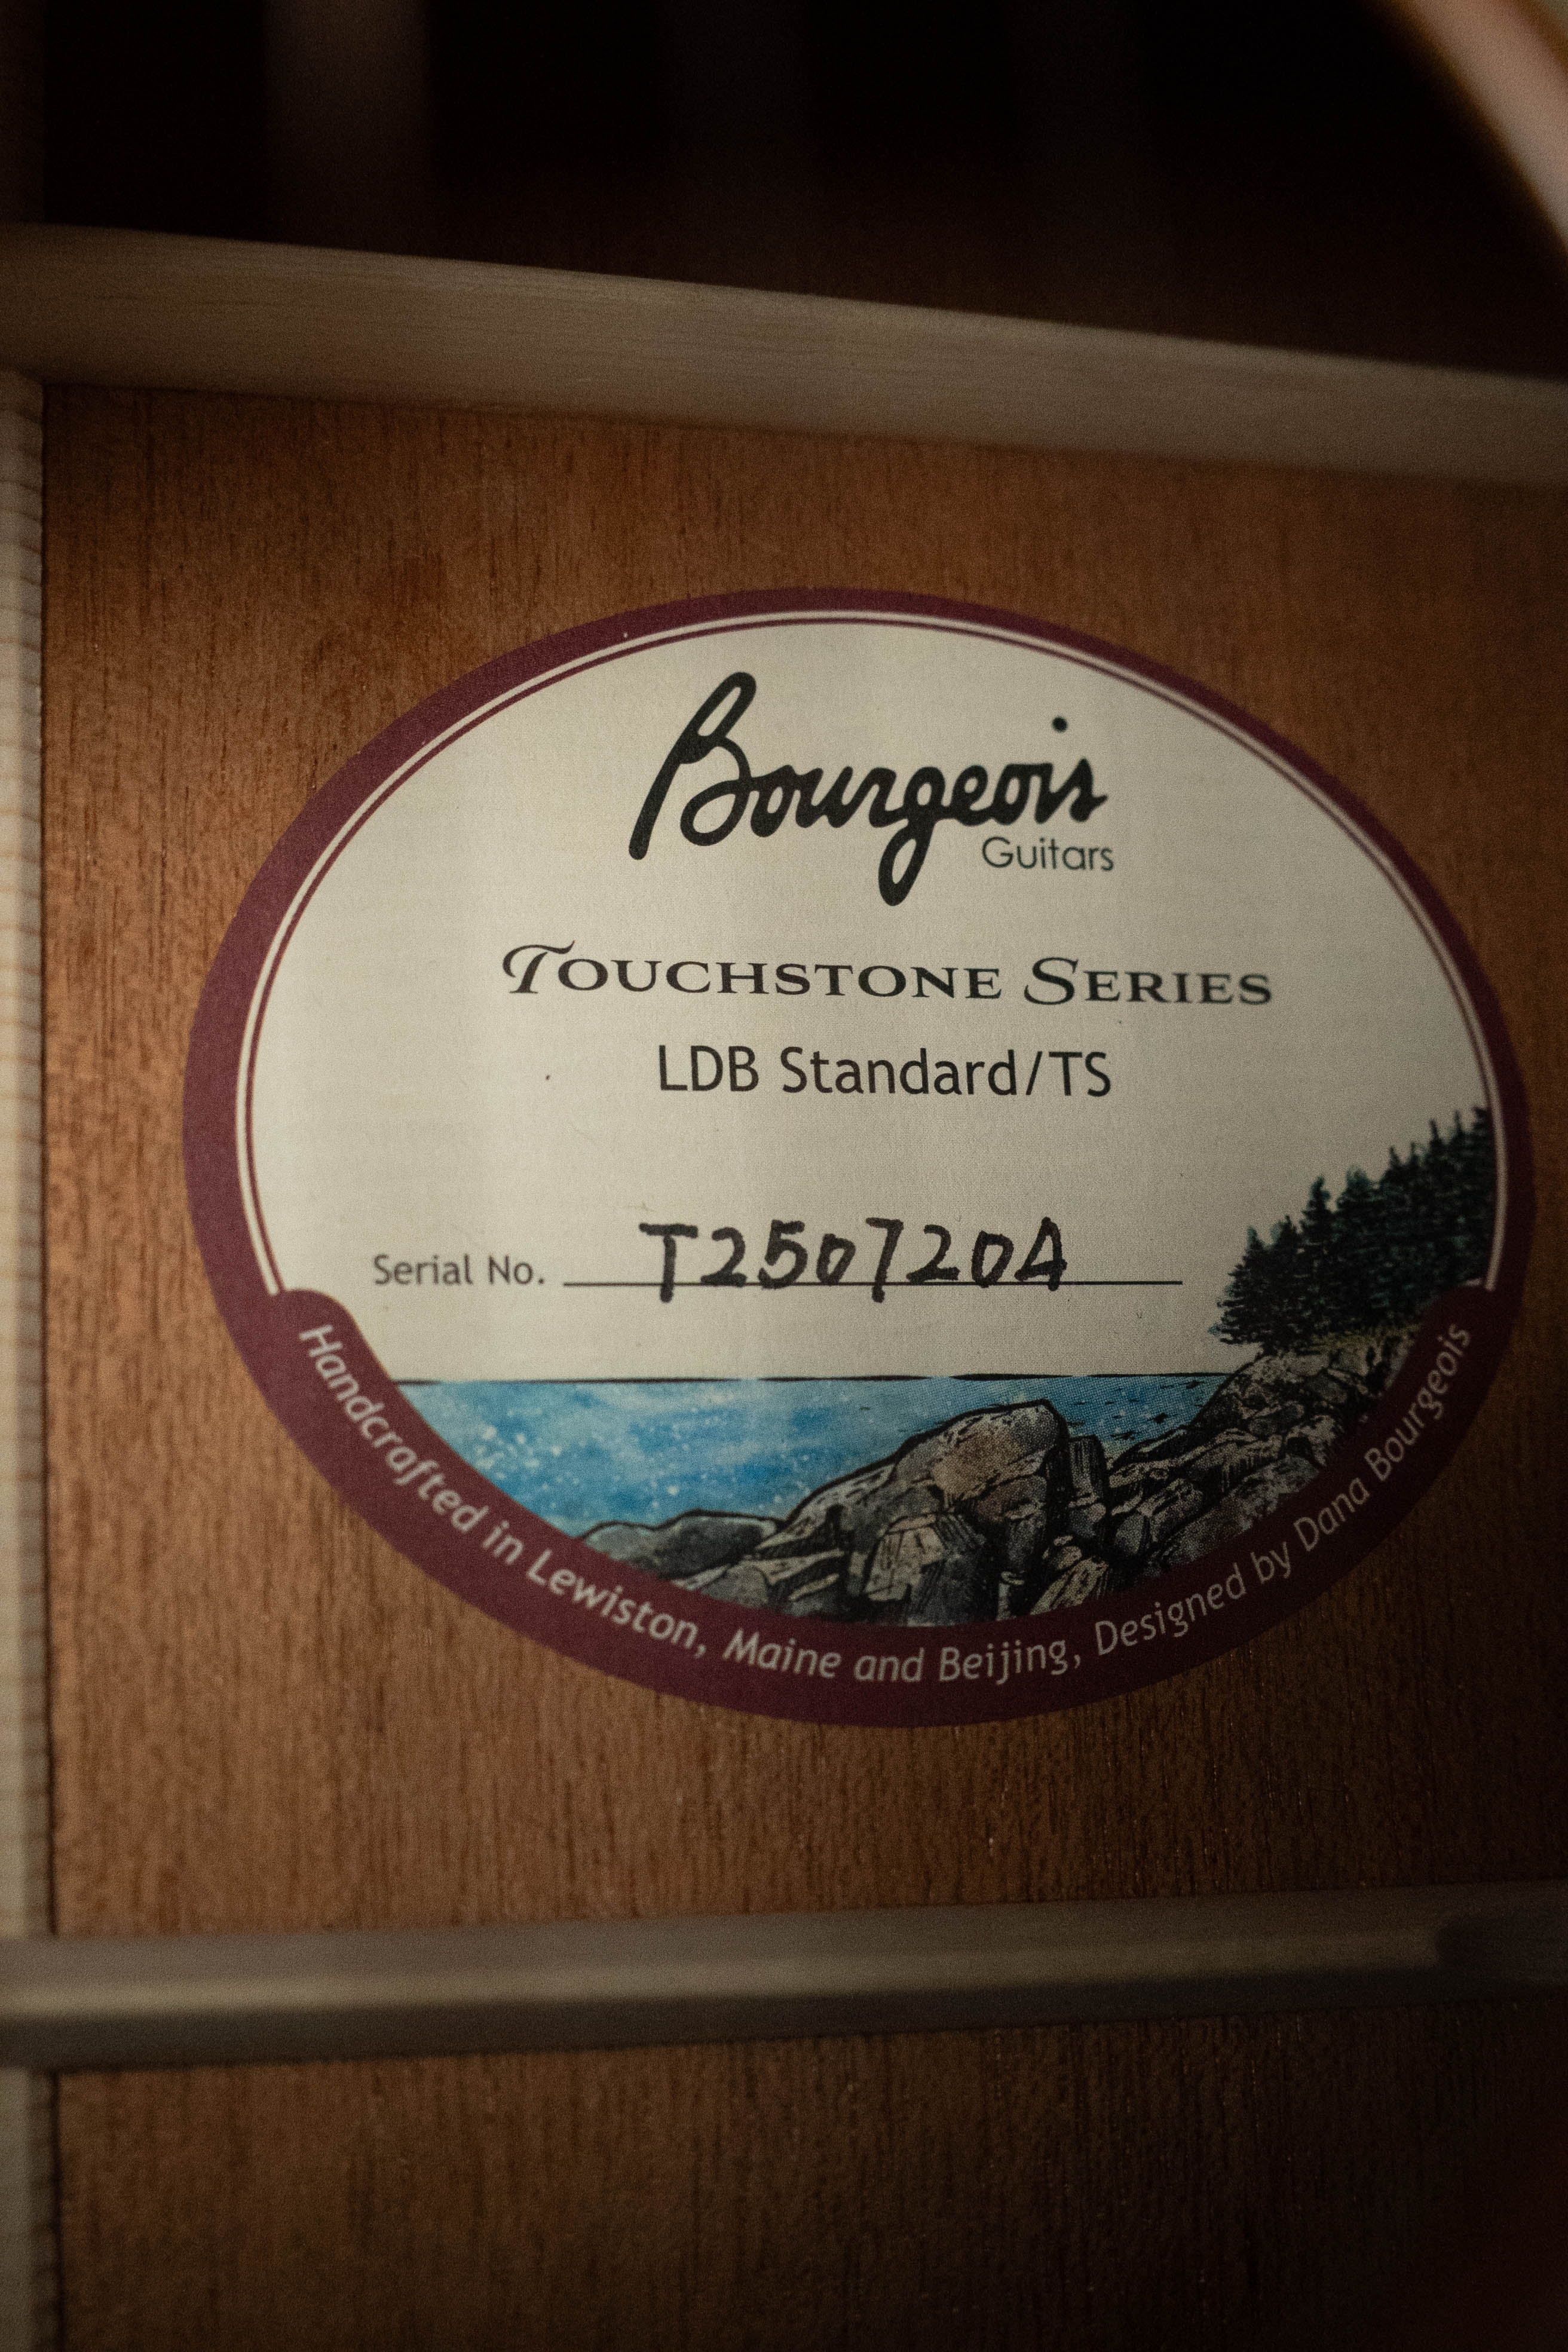 Bourgeois
Guitars
Touchstone Series
LDB Standard/TS
Serial No. T2507204
Handcrafted in Lewiston, Maine and Beijing, Designed by Dana Bourgeois